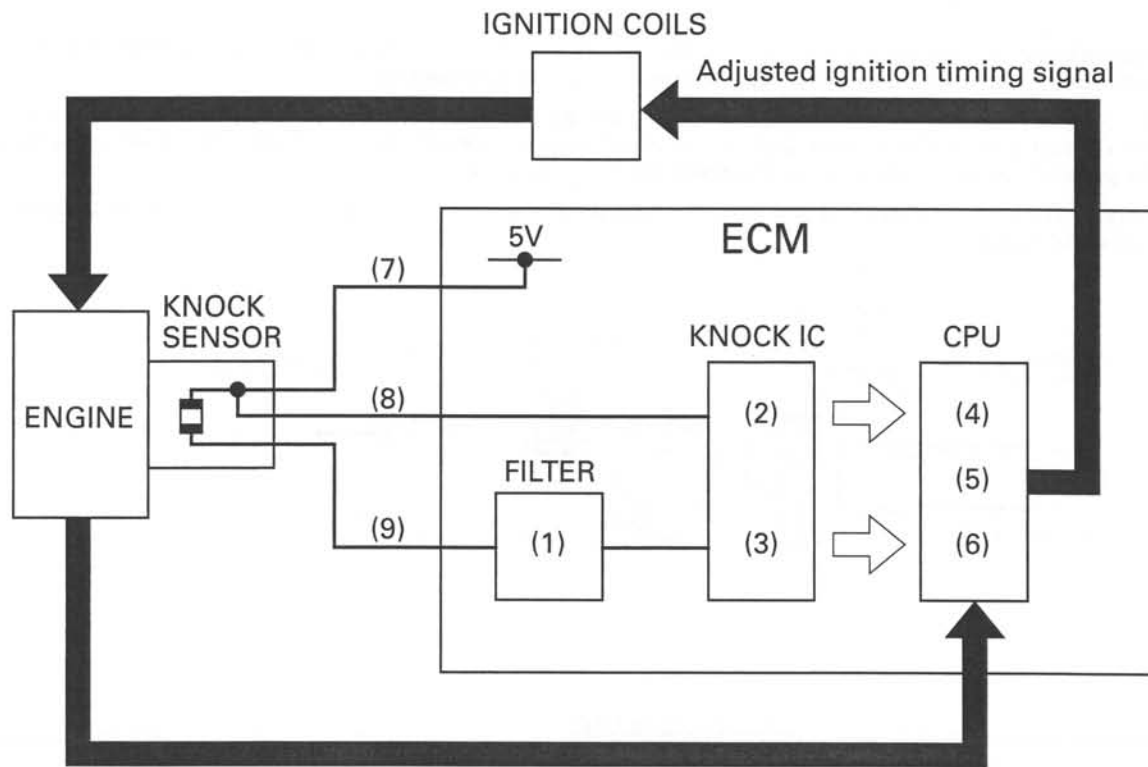 IGNITION COILS
Adjusted ignition timing signal
ECM
5V
(7)
KNOCK
SENSOR
KNOCK IC
CPU
ENGINE
(8)
(2)
(4)
FILTER
(5)
(9)
(1)
(3)
(6)